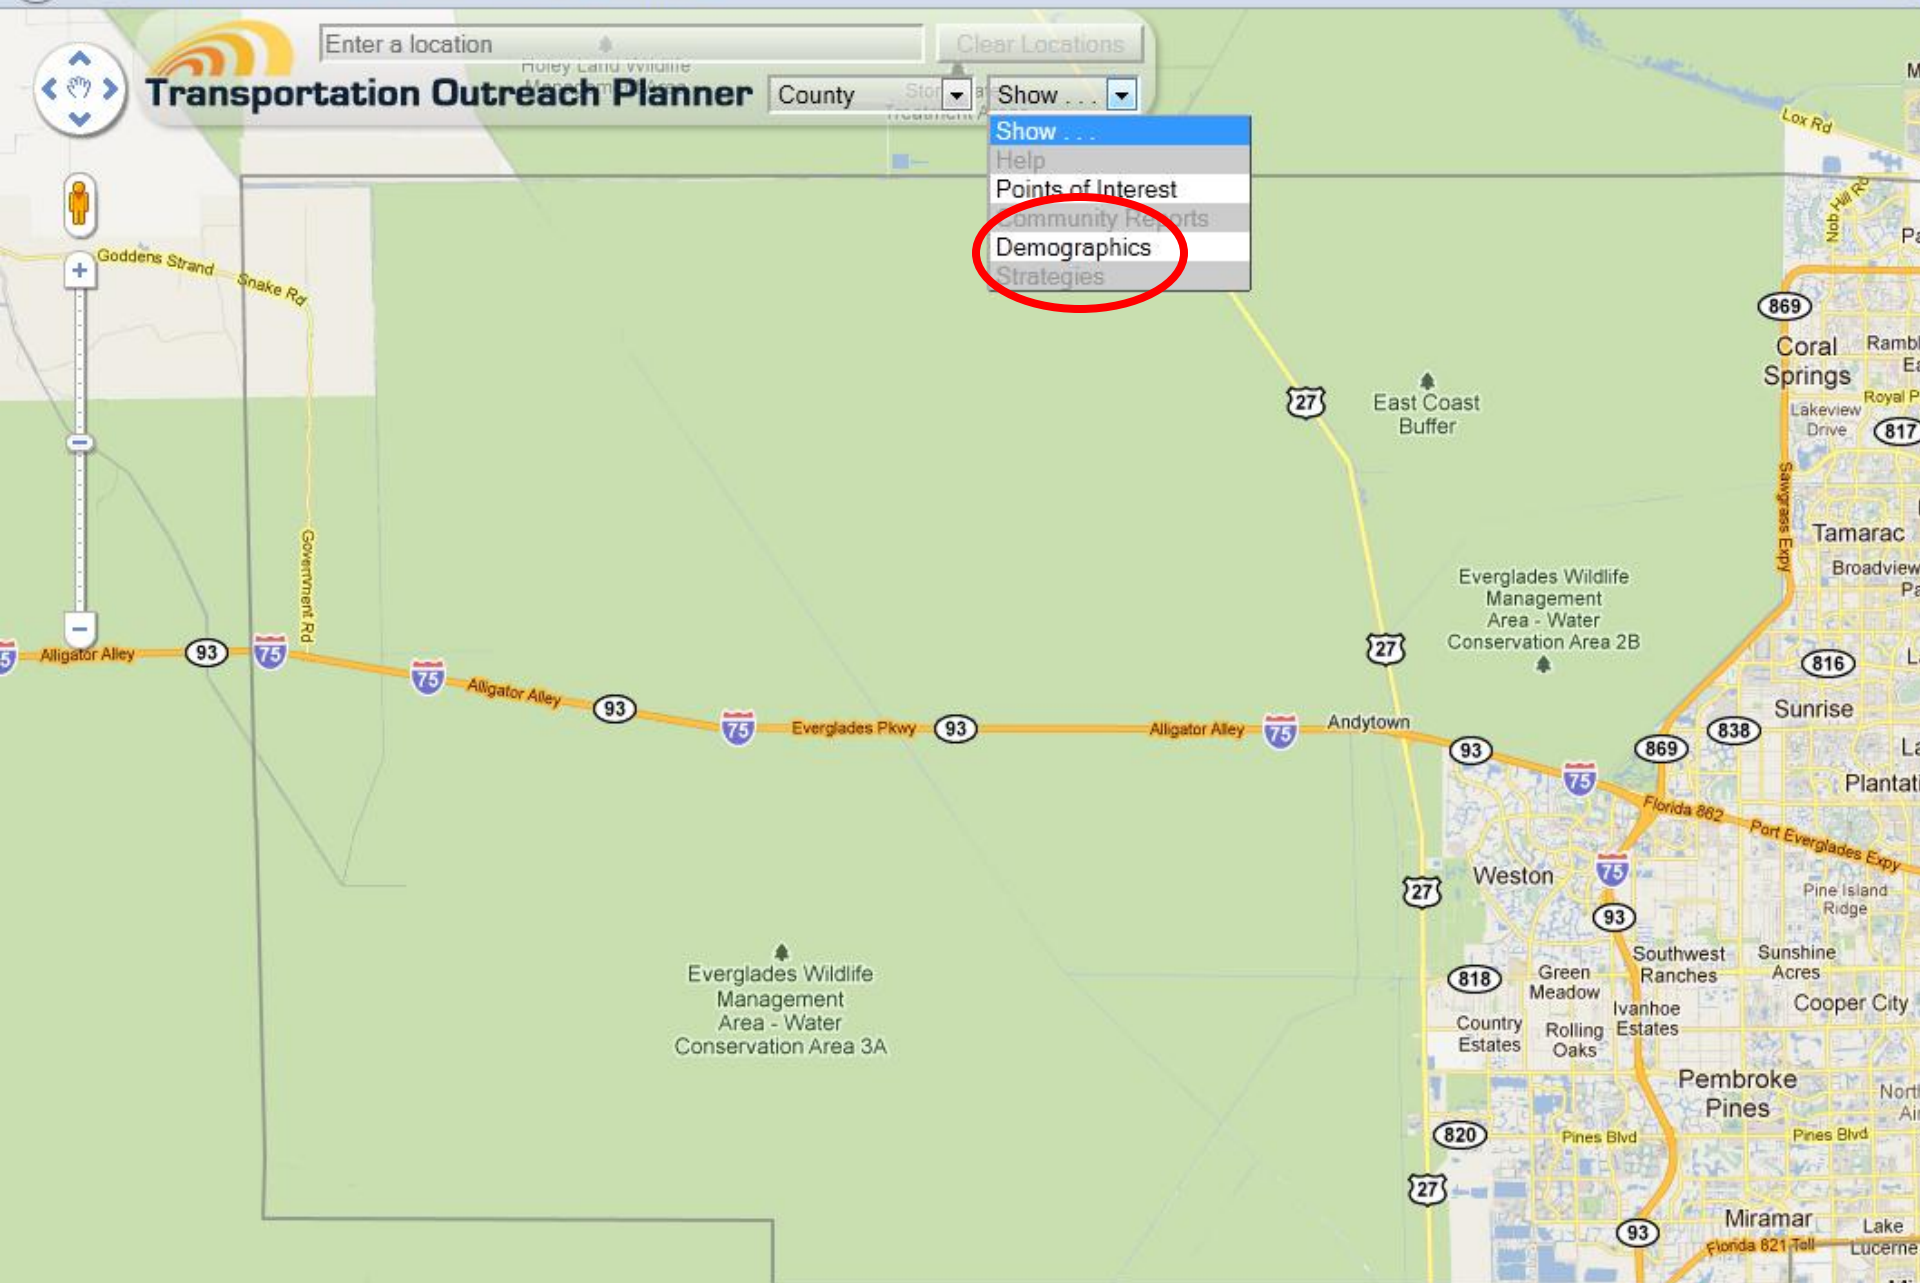 Enter a location
Clear Locations
Holey Land Wildlife
Transportation Outreach Planner
County
Show . . .
Show . . .
Help
Points of Interest
Community Reports
Demographics
Strategies
Lox Rd
Nob Hill Rd
Goddens Strand
Snake Rd
869
Coral
Springs
Lakeview
Drive
817
27
East Coast
Buffer
Sawgrass Expy
Tamarac
Government Rd
Everglades Wildlife
Management
Area - Water
Conservation Area 2B
27
816
Alligator Alley
93
75
75
Alligator Alley
93
75
Everglades Pkwy
93
Alligator Alley
75
Andytown
93
75
869
838
Sunrise
Florida 862
Port Everglades Expy
Weston
75
27
93
Pine Island
Ridge
Everglades Wildlife
Management
Area - Water
Conservation Area 3A
818
Green
Meadow
Southwest
Ranches
Sunshine
Acres
Cooper City
Country
Estates
Rolling
Oaks
Ivanhoe
Estates
Pembroke
Pines
820
Pines Blvd
Pines Blvd
27
93
Miramar
Florida 821 Toll
Lake
Lucerne